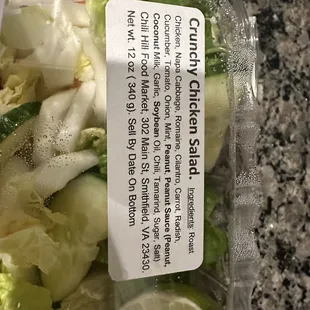 Crunchy Chicken Salad. Ingredients: Roast
Chicken, Napa Cabbage, Romaine, Cilantro, Carrot, Radish,
Cucumber, Tomato, Onion, Mint, Peanut, Peanut Sauce (Peanut,
Coconut Milk, Garlic, Soybean Oil, Chili, Tamarind, Sugar, Salt)
Chili Hill Food Market, 302 Main St, Smithfield, VA 23430.
Net wt. 12 oz ( 340 g). Sell By Date On Bottom